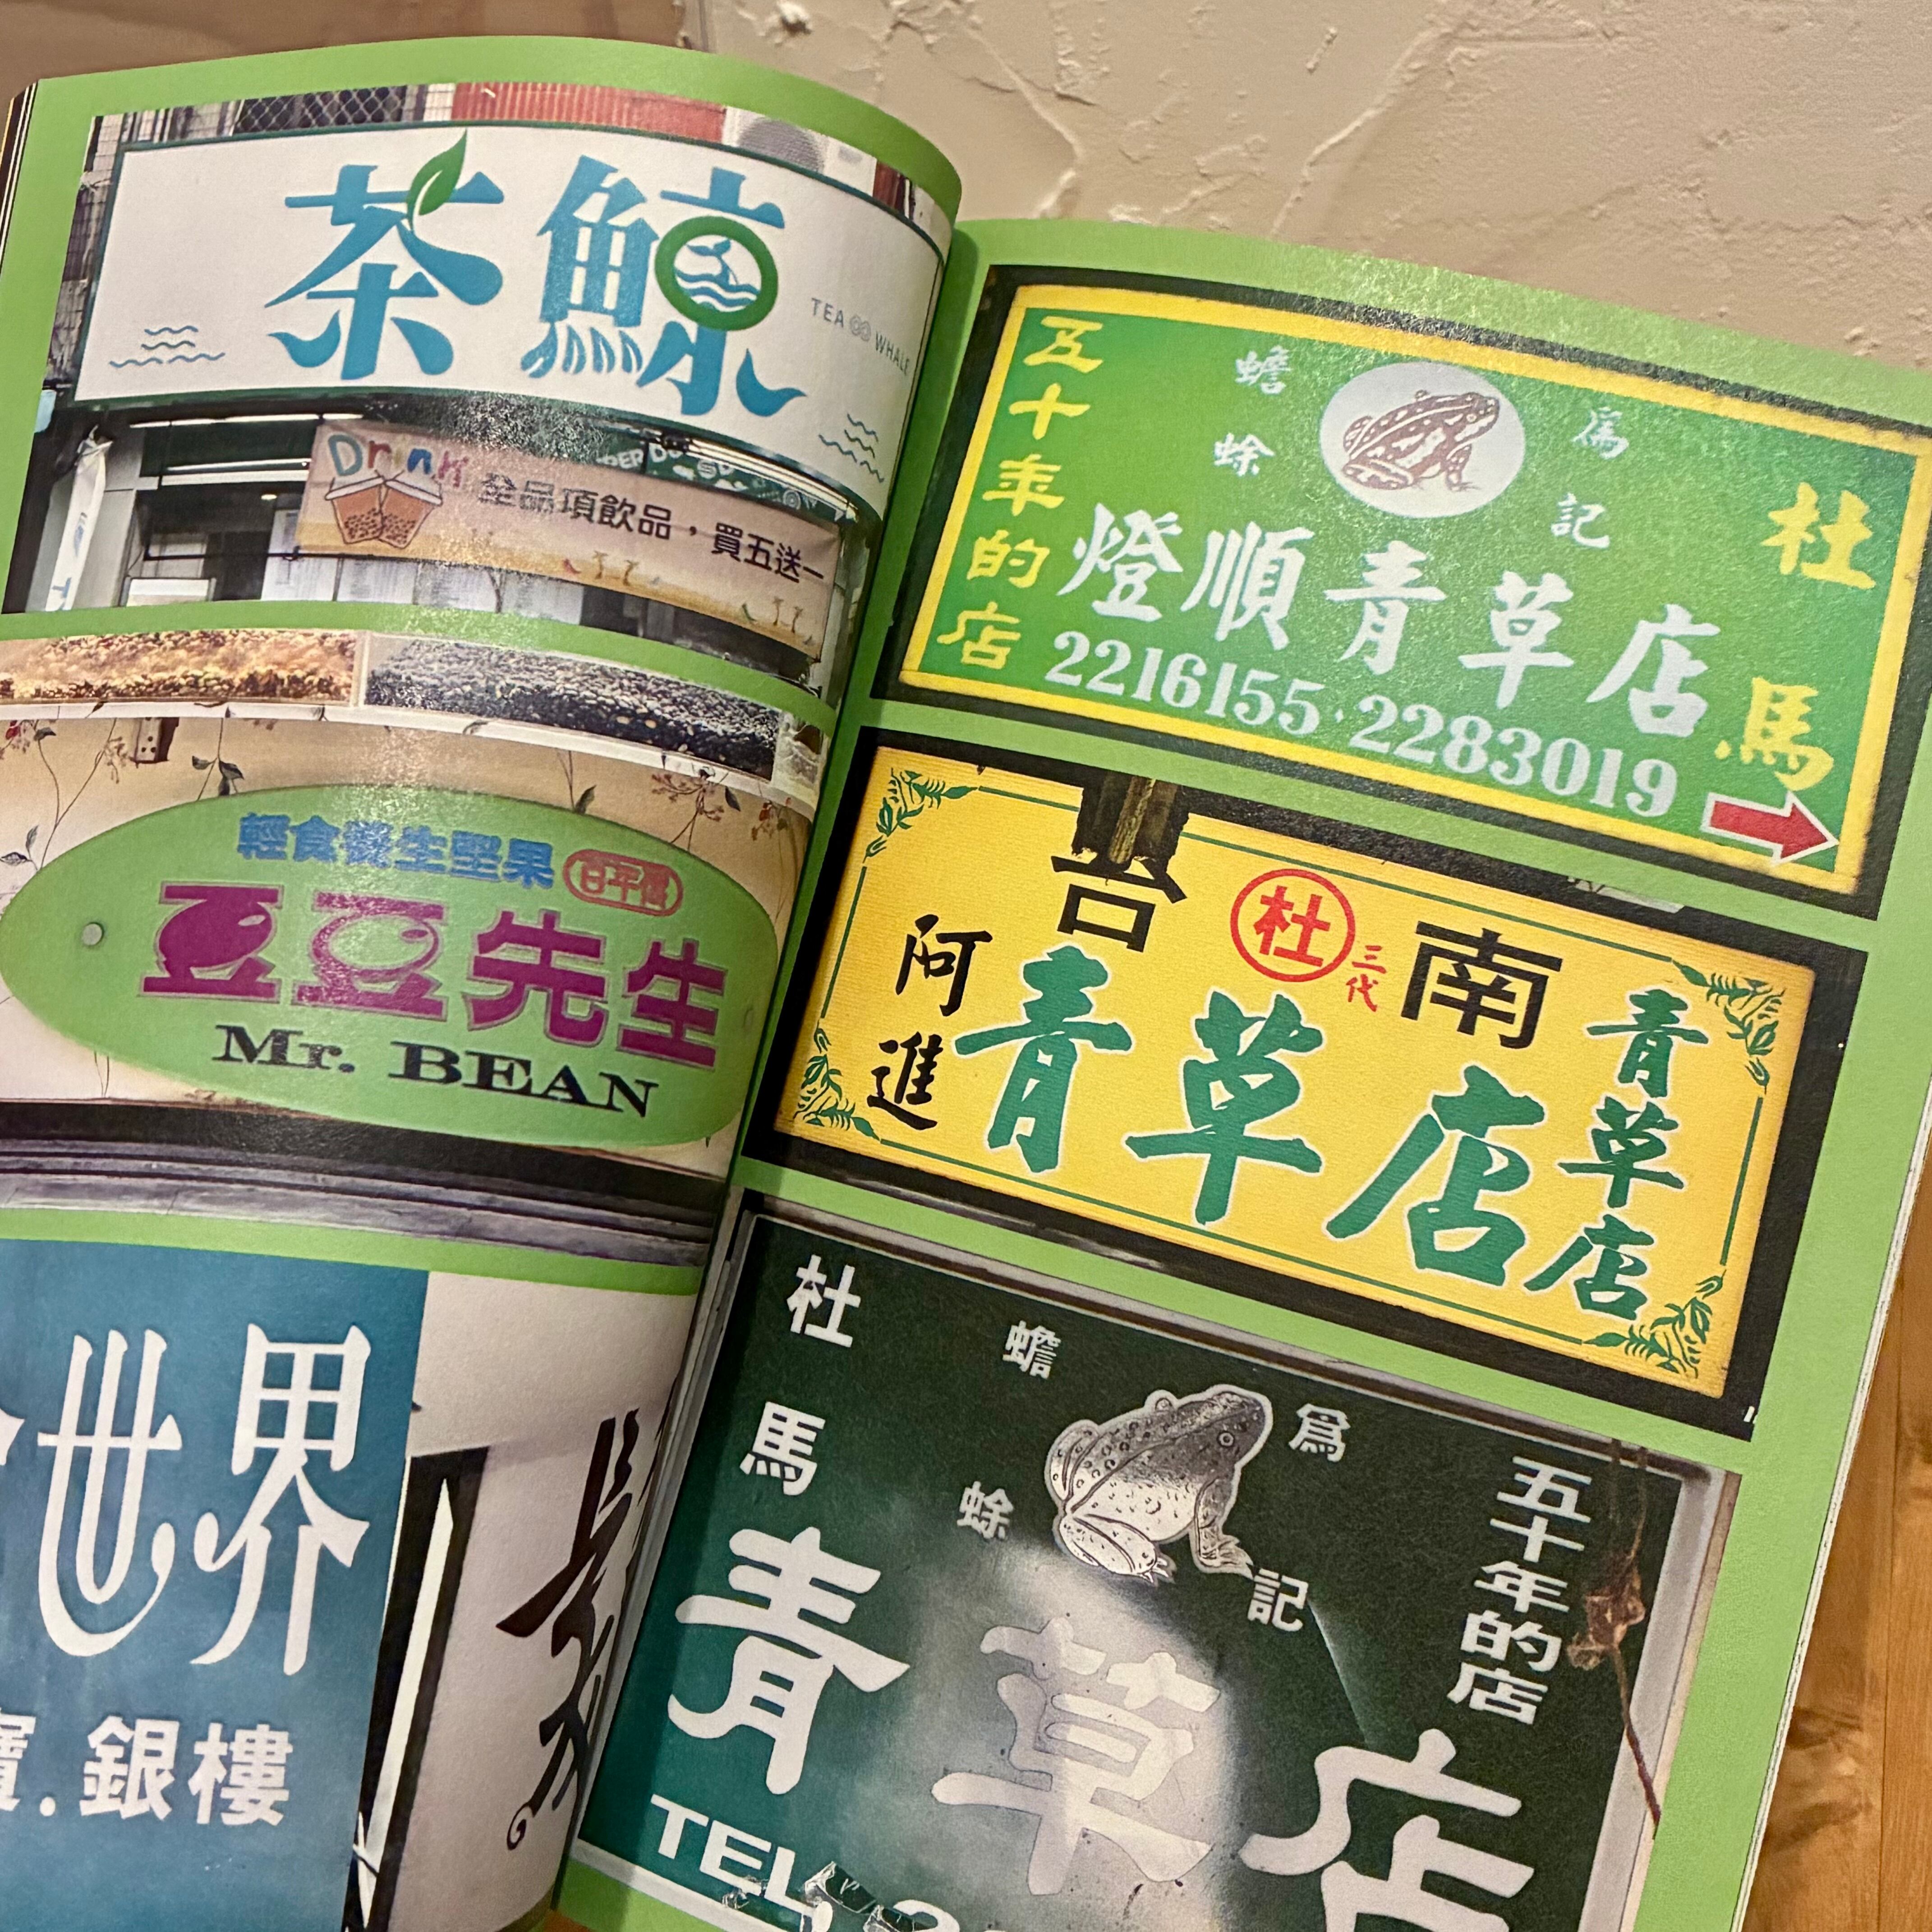 茶鯨
TEA
WHALE
Drink
全品項飲品，買五送一
輕食養生堅果
豆豆先生
Mr. BEAN
世界
銀樓
五十年的店
蟾蜍
為記
杜馬
燈順青草店
2216155·2283019
台
南
杜
三代
阿進
青草店
青草店
杜馬
蟾蜍
為記
五十年的店
青草店
TEL